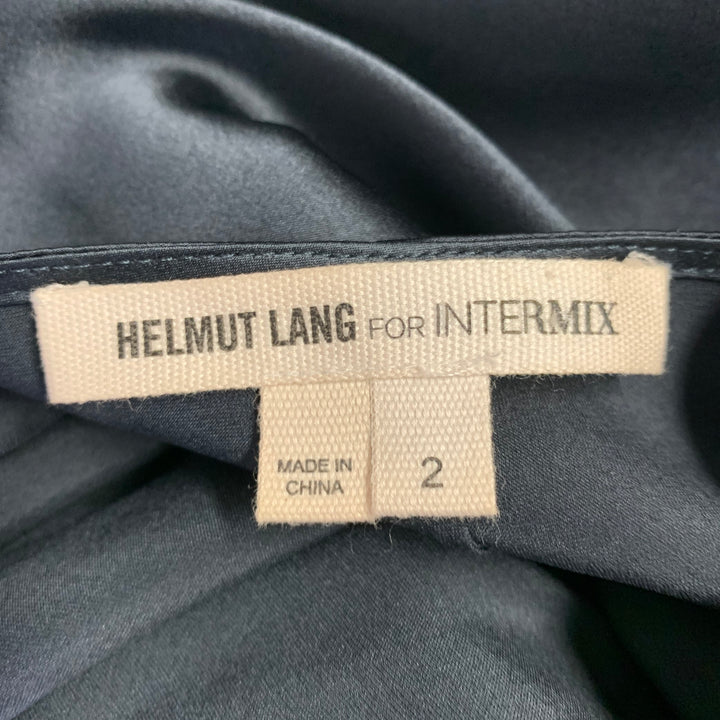 HELMUT LANG FOR INTERMIX
MADE IN
CHINA
2